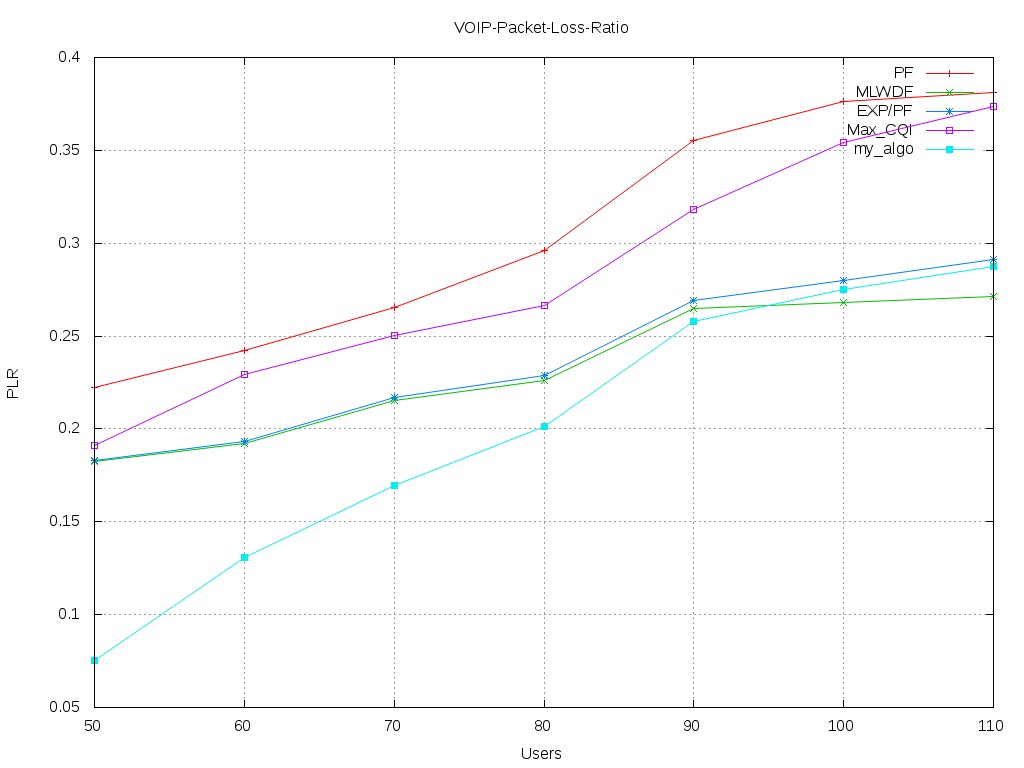 VOIP-Packet-Loss-Ratio
0.4
0.35
0.3
0.25
0.2
0.15
0.1
0.05
PLR
50 60 70 80 90 100 110
Users
PF
MLWDF
EXP/PF
Max_CQI
my_algo